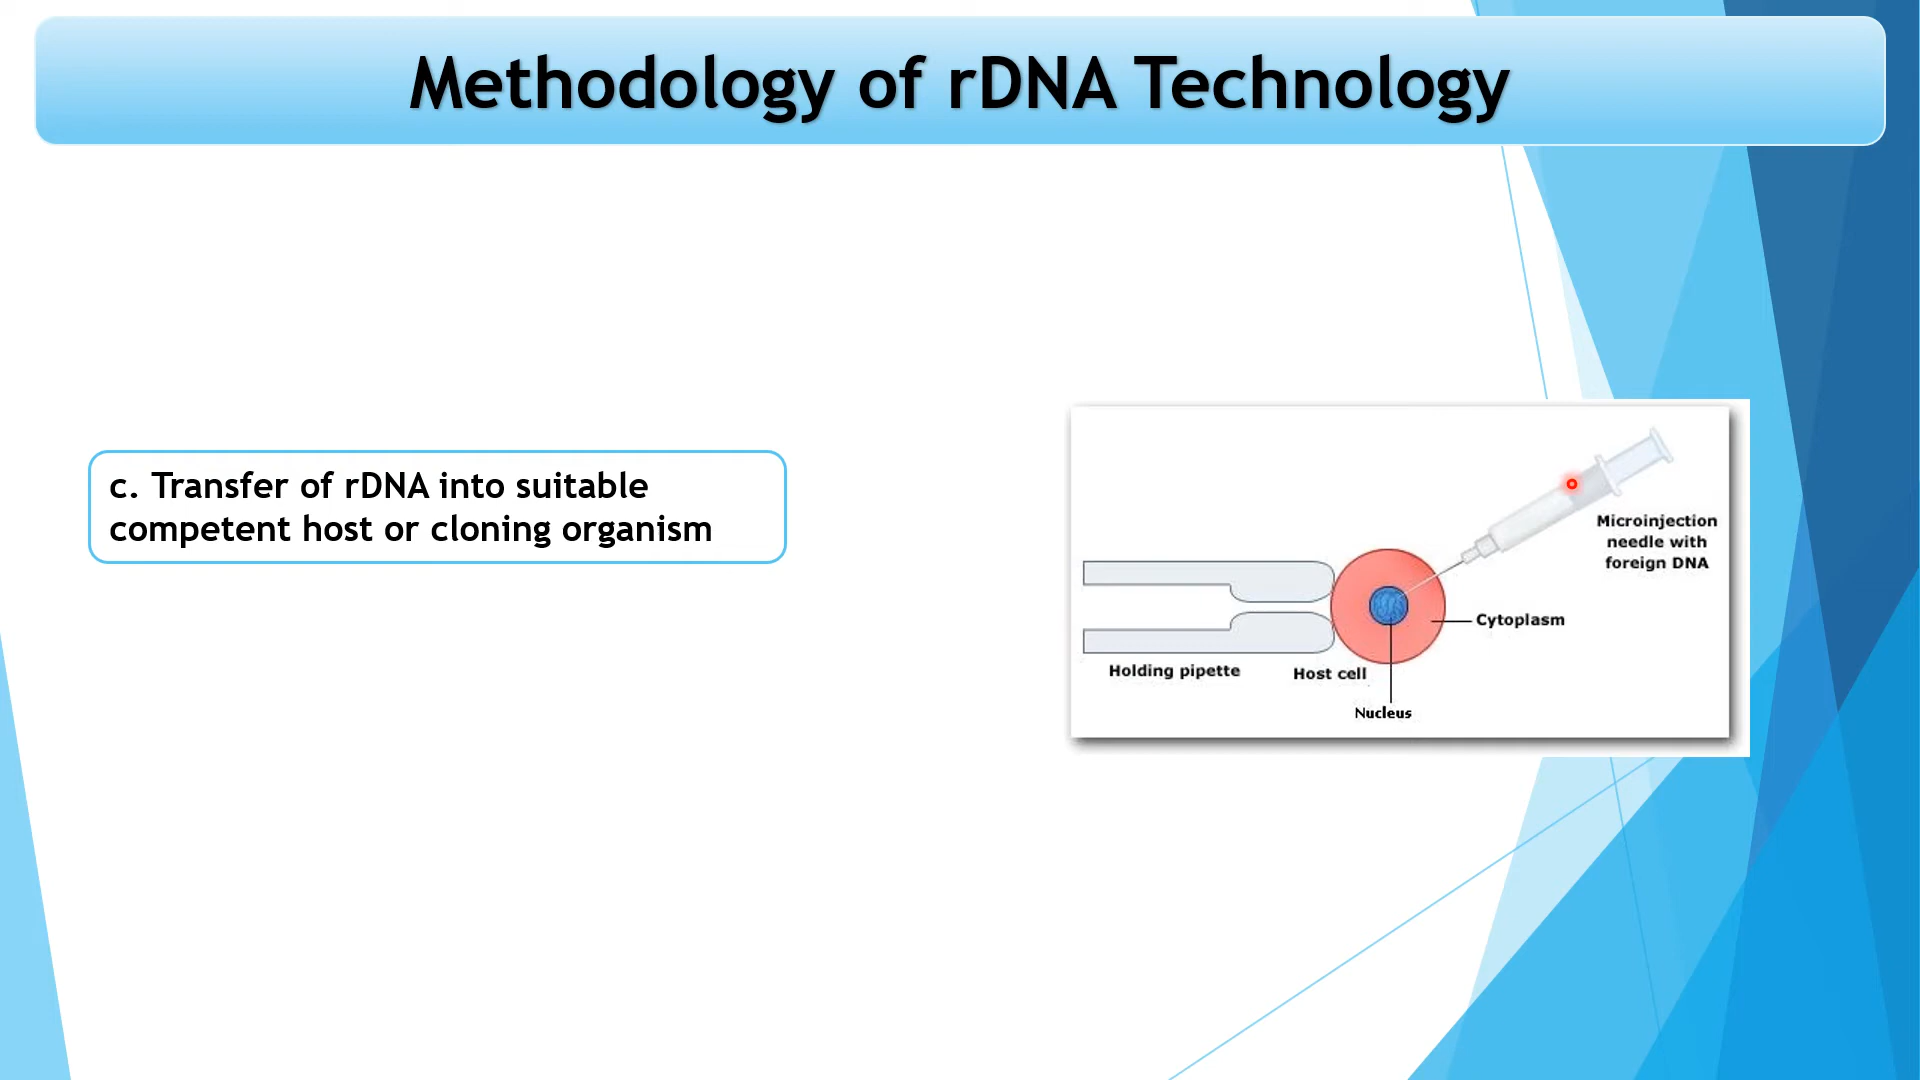 Methodology of rDNA Technology
c. Transfer of rDNA into suitable
competent host or cloning organism
Microinjection
needle with
foreign DNA
Cytoplasm
Holding pipette
Host cell
Nucleus